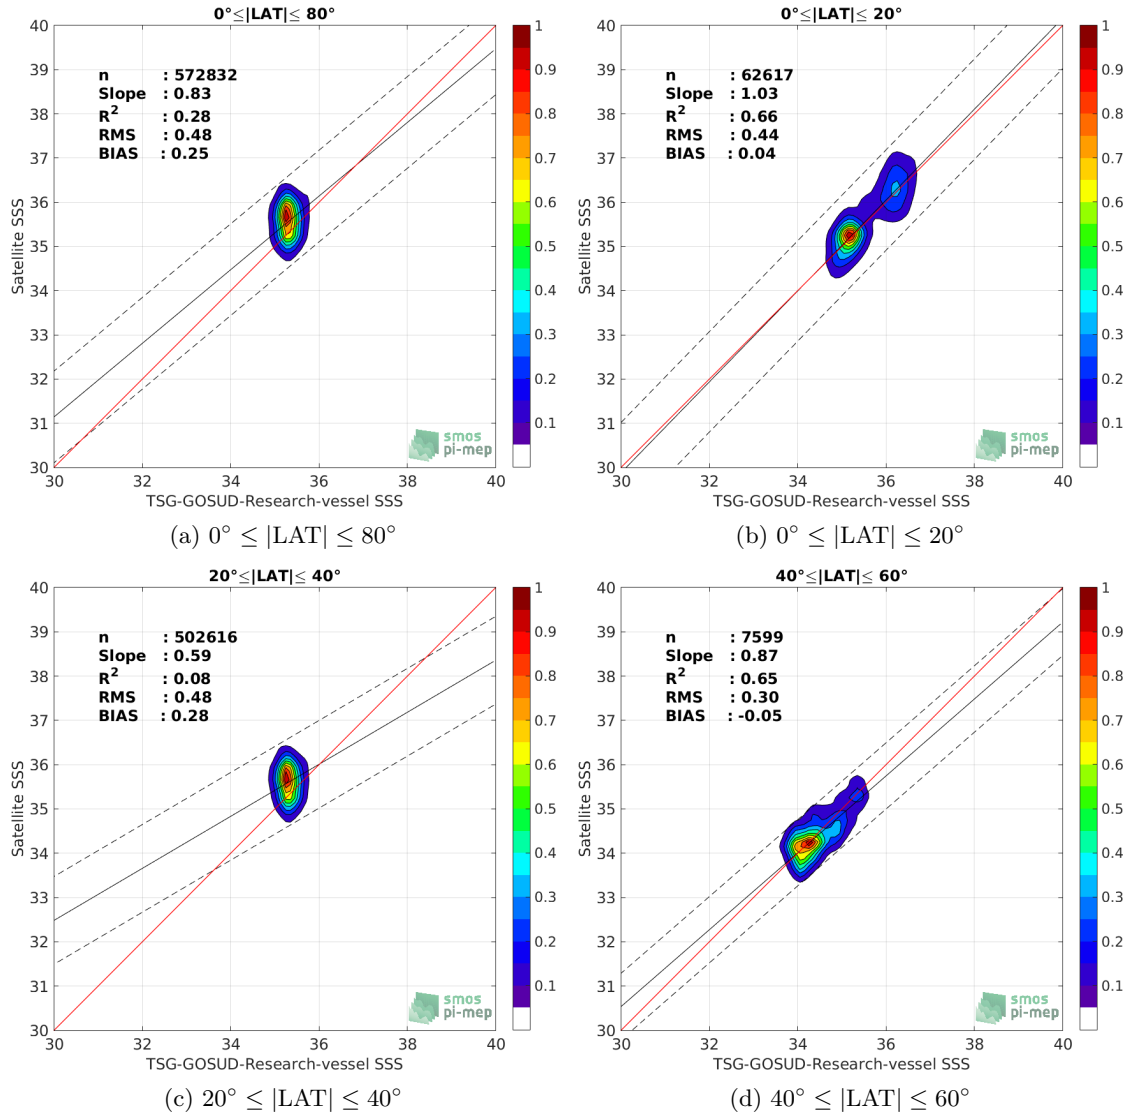 0°≤|LAT|≤ 80°
n : 572832
Slope : 0.83
R² : 0.28
RMS : 0.48
BIAS : 0.25
40
39
38
37
36
35
34
33
32
31
30
Satellite SSS
30 32 34 36 38 40
TSG-GOSUD-Research-vessel SSS
1
0.9
0.8
0.7
0.6
0.5
0.4
0.3
0.2
0.1
smos
pi-mep
(a) 0° ≤ |LAT| ≤ 80°
0°≤|LAT|≤ 20°
n : 62617
Slope : 1.03
R² : 0.66
RMS : 0.44
BIAS : 0.04
40
39
38
37
36
35
34
33
32
31
30
Satellite SSS
30 32 34 36 38 40
TSG-GOSUD-Research-vessel SSS
1
0.9
0.8
0.7
0.6
0.5
0.4
0.3
0.2
0.1
smos
pi-mep
(b) 0° ≤ |LAT| ≤ 20°
20°≤|LAT|≤ 40°
n : 502616
Slope : 0.59
R² : 0.08
RMS : 0.48
BIAS : 0.28
40
39
38
37
36
35
34
33
32
31
30
Satellite SSS
30 32 34 36 38 40
TSG-GOSUD-Research-vessel SSS
1
0.9
0.8
0.7
0.6
0.5
0.4
0.3
0.2
0.1
smos
pi-mep
(c) 20° ≤ |LAT| ≤ 40°
40°≤|LAT|≤ 60°
n : 7599
Slope : 0.87
R² : 0.65
RMS : 0.30
BIAS : -0.05
40
39
38
37
36
35
34
33
32
31
30
Satellite SSS
30 32 34 36 38 40
TSG-GOSUD-Research-vessel SSS
1
0.9
0.8
0.7
0.6
0.5
0.4
0.3
0.2
0.1
smos
pi-mep
(d) 40° ≤ |LAT| ≤ 60°